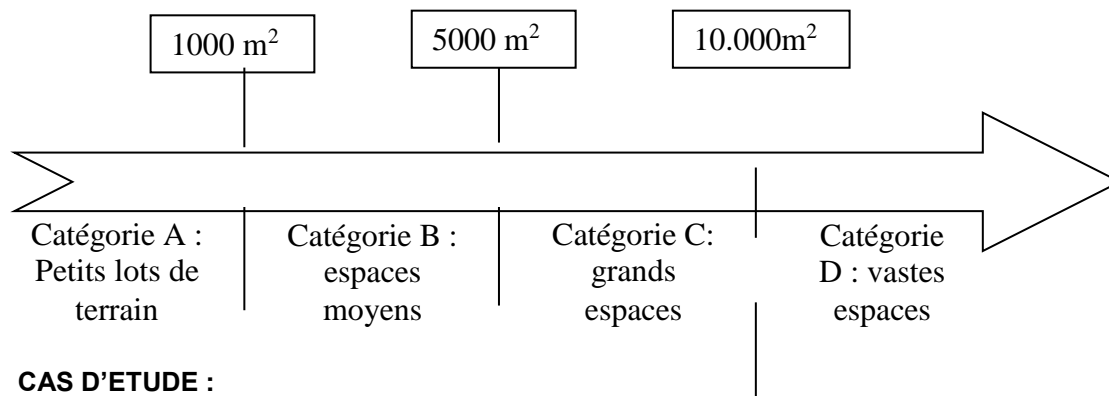 1000 m²
5000 m²
10.000m²
Catégorie A :
Petits lots de
terrain
Catégorie B :
espaces
moyens
Catégorie C:
grands
espaces
Catégorie
D : vastes
espaces
CAS D’ETUDE :